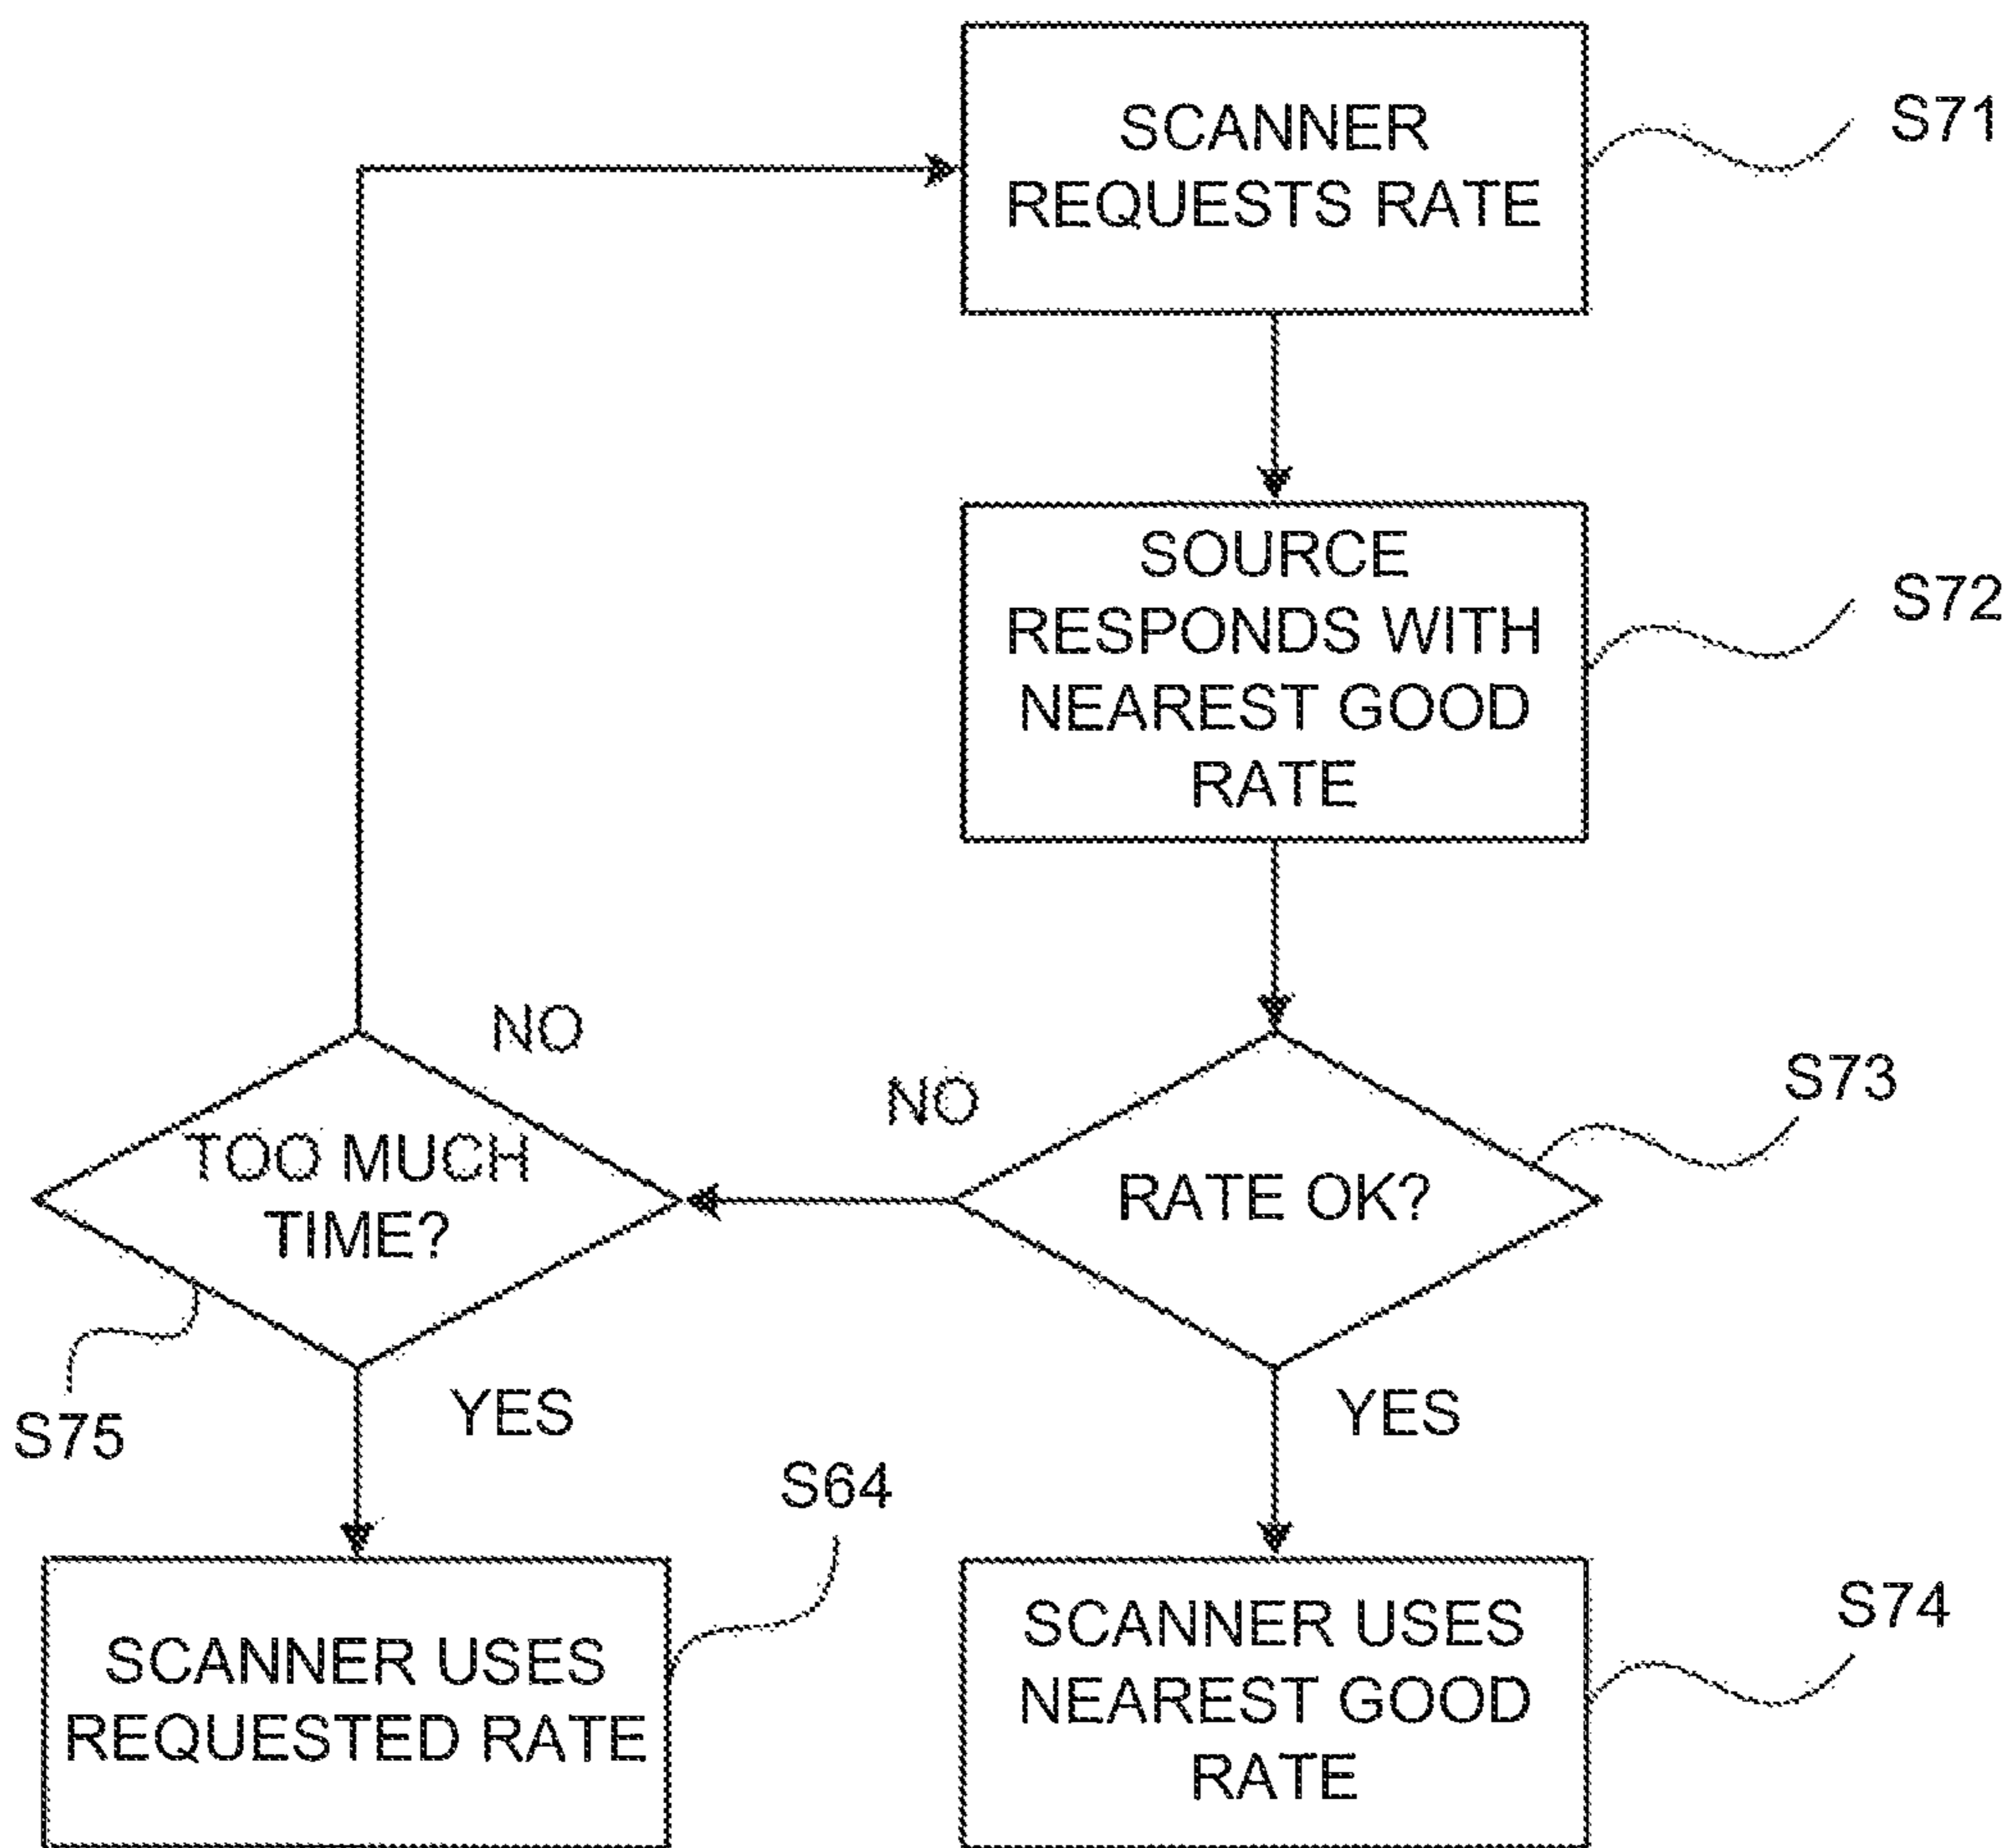 SCANNER
REQUESTS RATE
S71
SOURCE
RESPONDS WITH
NEAREST GOOD
RATE
S72
NO
NO
S73
TOO MUCH
TIME?
RATE OK?
S75
YES
YES
S64
SCANNER USES
REQUESTED RATE
SCANNER USES
NEAREST GOOD
RATE
S74